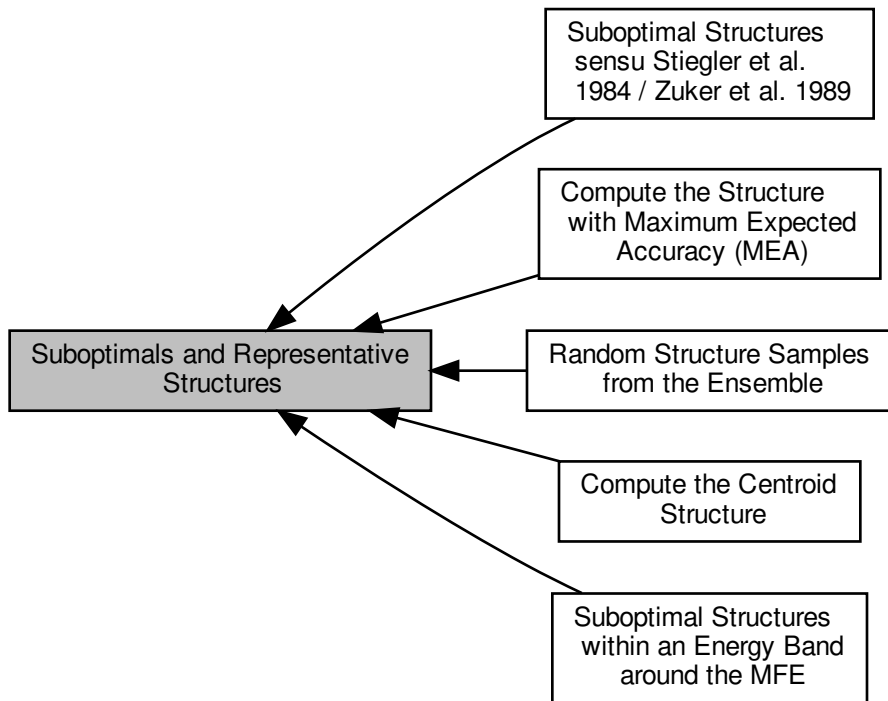 Suboptimal Structures
sensu Stiegler et al.
1984 / Zuker et al. 1989
Compute the Structure
with Maximum Expected
Accuracy (MEA)
Suboptimals and Representative
Structures
Random Structure Samples
from the Ensemble
Compute the Centroid
Structure
Suboptimal Structures
within an Energy Band
around the MFE